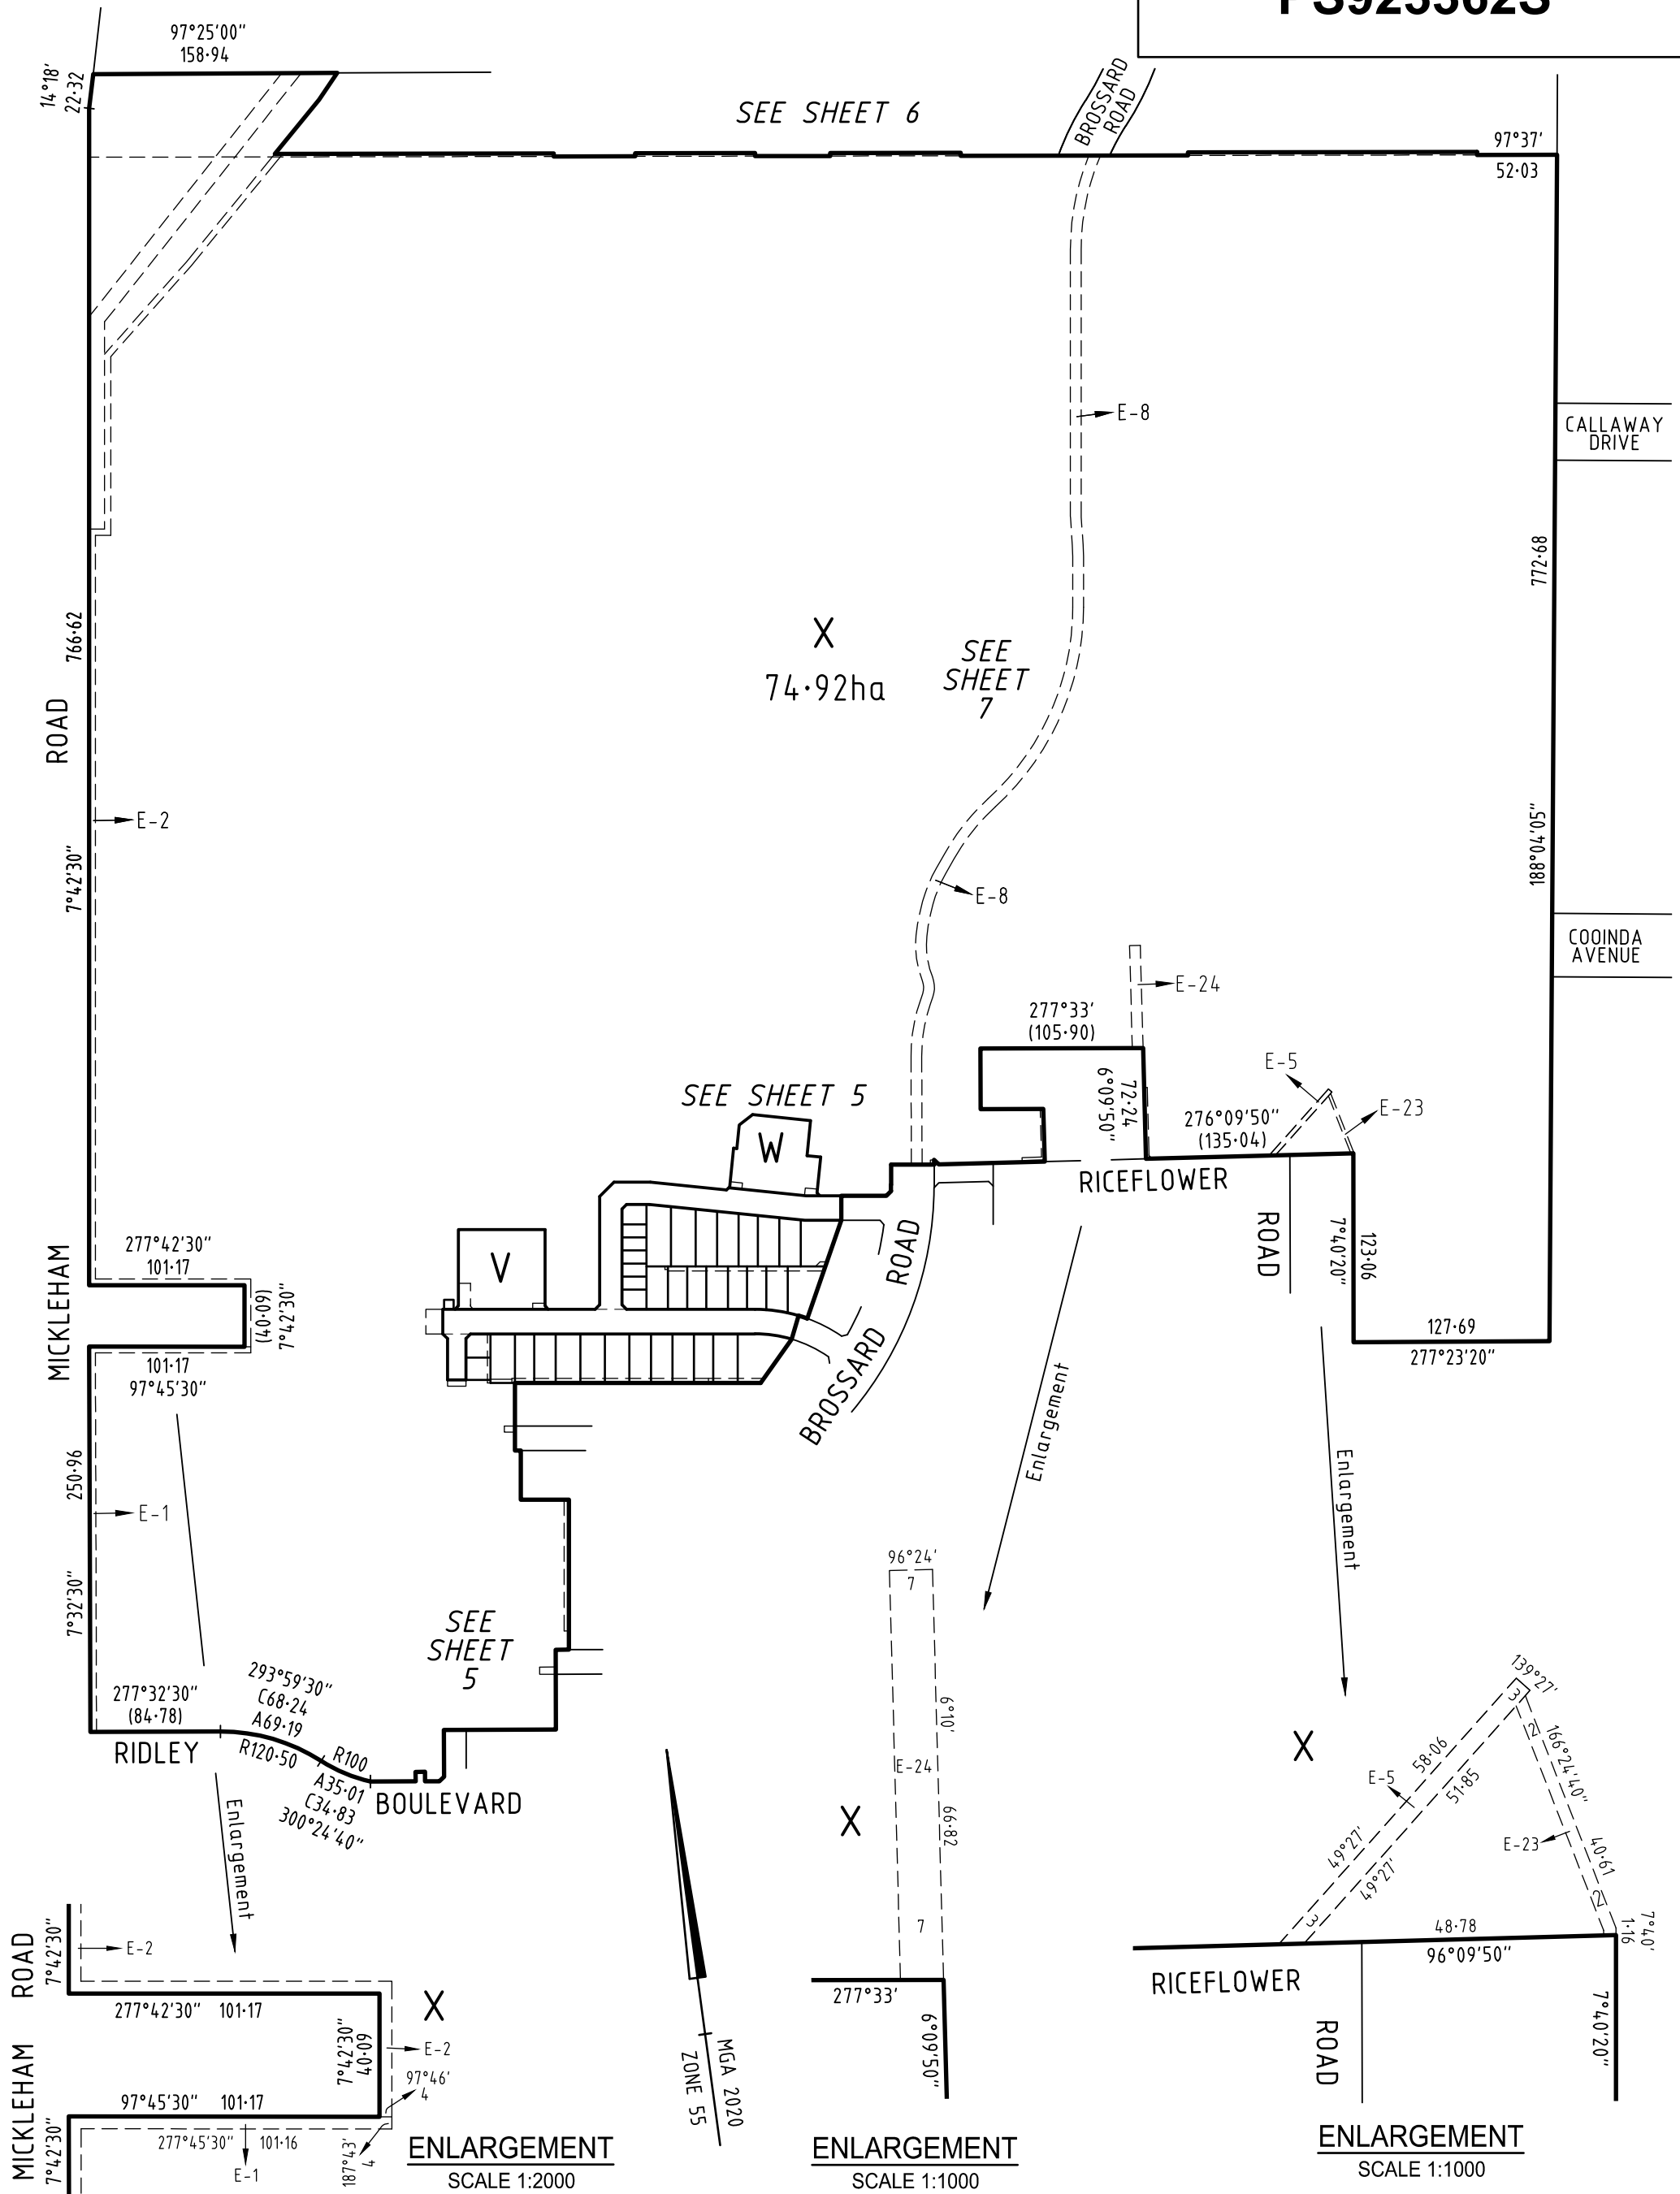 97°25'00"
158·94
14°18'
22·32
SEE SHEET 6
BROSSARD
ROAD
97°37'
52·03
E-8
CALLAWAY
DRIVE
772·68
766·62
X
74·92ha
SEE
SHEET
7
ROAD
E-2
7°42'30"
188°04'05"
E-8
COOINDA
AVENUE
E-24
277°33'
(105·90)
72·24
6°09'50"
E-5
E-23
276°09'50"
(135·04)
SEE SHEET 5
W
RICEFLOWER
ROAD
7°40'20"
123·06
ROAD
BROSSARD
V
277°42'30"
101·17
(40·09)
7°42'30"
MICKLEHAM
101·17
97°45'30"
127·69
277°23'20"
Enlargement
Enlargement
250·96
E-1
7°32'30"
SEE
SHEET
5
277°32'30"
(84·78)
293°59'30"
C68·24
A69·19
R120·50
R100
A35·01
C34·83
300°24'40"
RIDLEY
BOULEVARD
Enlargement
ROAD
7°42'30"
E-2
277°42'30" 101·17
X
7°42'30"
40·09
E-2
97°46'
4
MICKLEHAM
7°42'30"
97°45'30" 101·17
277°45'30" 101·16
E-1
187°43'
4
ENLARGEMENT
SCALE 1:2000
MGA 2020
ZONE 55
96°24'
7
6°10'
E-24
66·82
X
7
277°33'
6°09'50"
ENLARGEMENT
SCALE 1:1000
139°27'
3
2
166°24'40"
58·06
51·85
X
E-5
E-23
49°27'
49°27'
40·61
3
2
48·78
96°09'50"
1·16
7°40'
RICEFLOWER
ROAD
7°40'20"
ENLARGEMENT
SCALE 1:1000